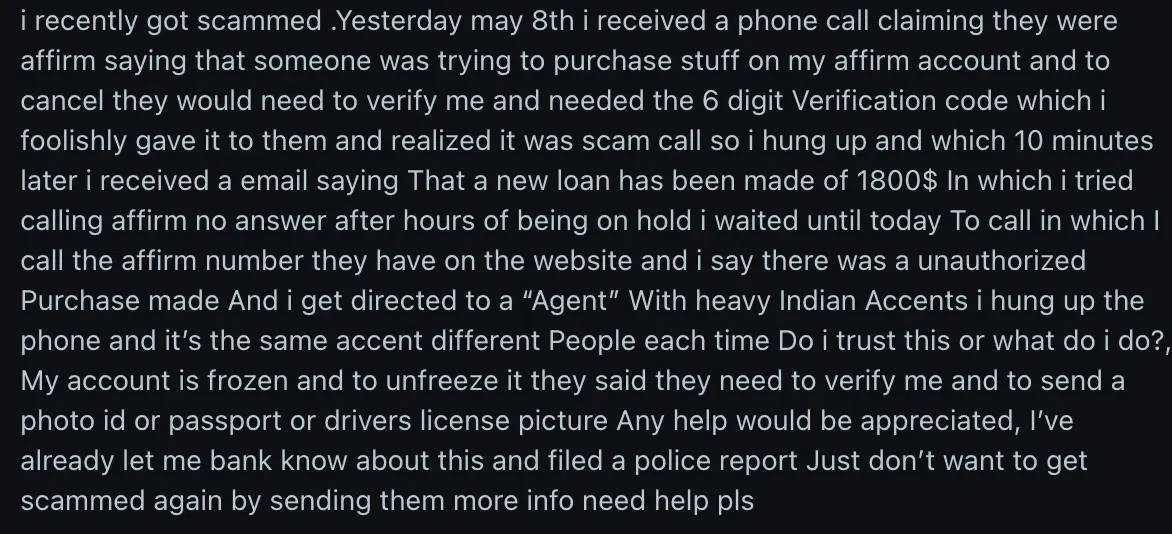 i recently got scammed .Yesterday may 8th i received a phone call claiming they were
affirm saying that someone was trying to purchase stuff on my affirm account and to
cancel they would need to verify me and needed the 6 digit Verification code which i
foolishly gave it to them and realized it was scam call so i hung up and which 10 minutes
later i received a email saying That a new loan has been made of 1800$ In which i tried
calling affirm no answer after hours of being on hold i waited until today To call in which I
call the affirm number they have on the website and i say there was a unauthorized
Purchase made And i get directed to a “Agent” With heavy Indian Accents i hung up the
phone and it’s the same accent different People each time Do i trust this or what do i do?,
My account is frozen and to unfreeze it they said they need to verify me and to send a
photo id or passport or drivers license picture Any help would be appreciated, I’ve
already let me bank know about this and filed a police report Just don’t want to get
scammed again by sending them more info need help pls